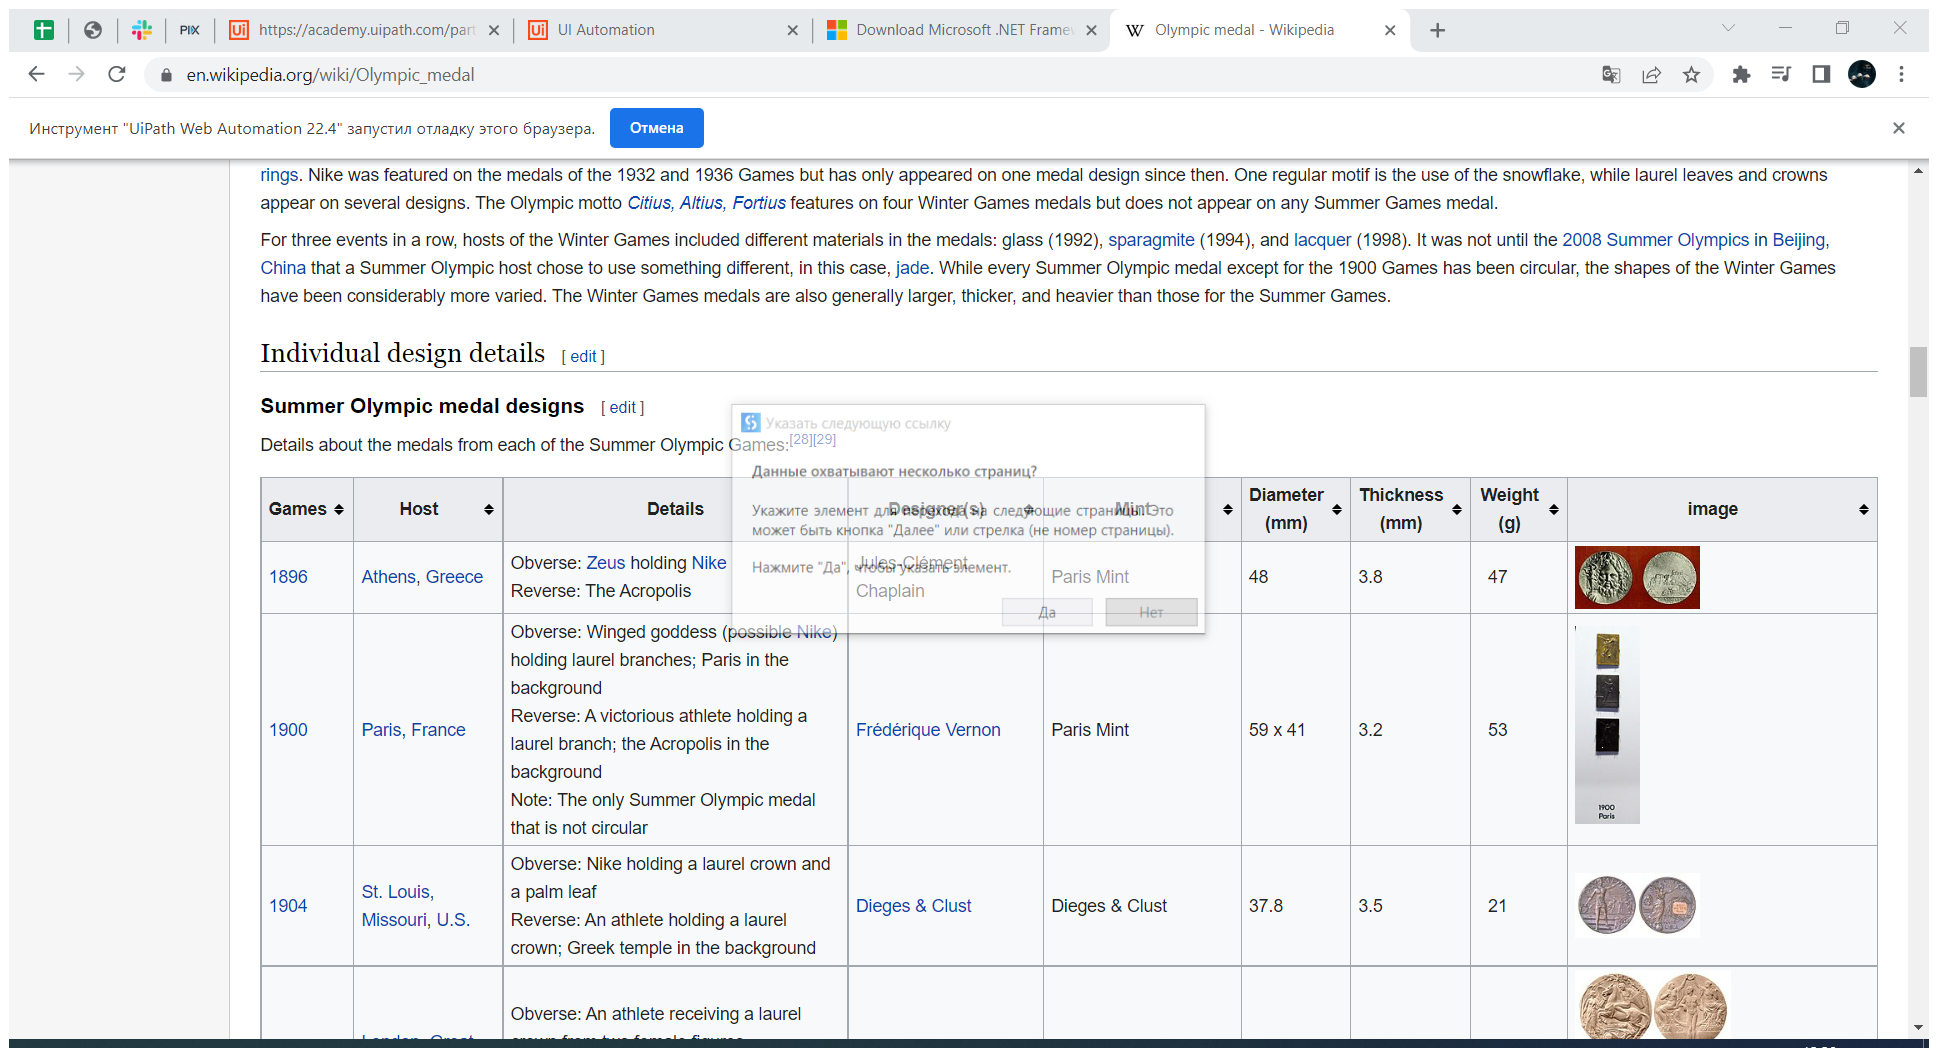 PIX https://academy.uipath.com/part UI Automation Download Microsoft .NET Framew Olympic medal - Wikipedia
en.wikipedia.org/wiki/Olympic_medal
Инструмент "UiPath Web Automation 22.4" запустил отладку этого браузера. Отмена
rings. Nike was featured on the medals of the 1932 and 1936 Games but has only appeared on one medal design since then. One regular motif is the use of the snowflake, while laurel leaves and crowns
appear on several designs. The Olympic motto Citius, Altius, Fortius features on four Winter Games medals but does not appear on any Summer Games medal.
For three events in a row, hosts of the Winter Games included different materials in the medals: glass (1992), sparagmite (1994), and lacquer (1998). It was not until the 2008 Summer Olympics in Beijing,
China that a Summer Olympic host chose to use something different, in this case, jade. While every Summer Olympic medal except for the 1900 Games has been circular, the shapes of the Winter Games
have been considerably more varied. The Winter Games medals are also generally larger, thicker, and heavier than those for the Summer Games.
Individual design details [ edit ]
Summer Olympic medal designs [ edit ]
Details about the medals from each of the Summer Olympic Games:[28][29]
Указать следующую ссылку
Данные охватывают несколько страниц?
Укажите элемент для перехода на следующие страницы. Это
может быть кнопка "Далее" или стрелка (не номер страницы).
Нажмите "Да", чтобы указать элемент.
Да Нет
Games Host Details Designer(s) Mint Diameter (mm) Thickness (mm) Weight (g) image
1896 Athens, Greece
Obverse: Zeus holding Nike
Reverse: The Acropolis
Jules-Clément
Chaplain
Paris Mint 48 3.8 47
Obverse: Winged goddess (possible Nike)
holding laurel branches; Paris in the
background
Reverse: A victorious athlete holding a
laurel branch; the Acropolis in the
background
Note: The only Summer Olympic medal
that is not circular
1900 Paris, France Frédérique Vernon Paris Mint 59 x 41 3.2 53
1900
Paris
Obverse: Nike holding a laurel crown and
a palm leaf
Reverse: An athlete holding a laurel
crown; Greek temple in the background
1904 St. Louis,
Missouri, U.S.
Dieges & Clust Dieges & Clust 37.8 3.5 21
Obverse: An athlete receiving a laurel
crown from two female figures
London, Great